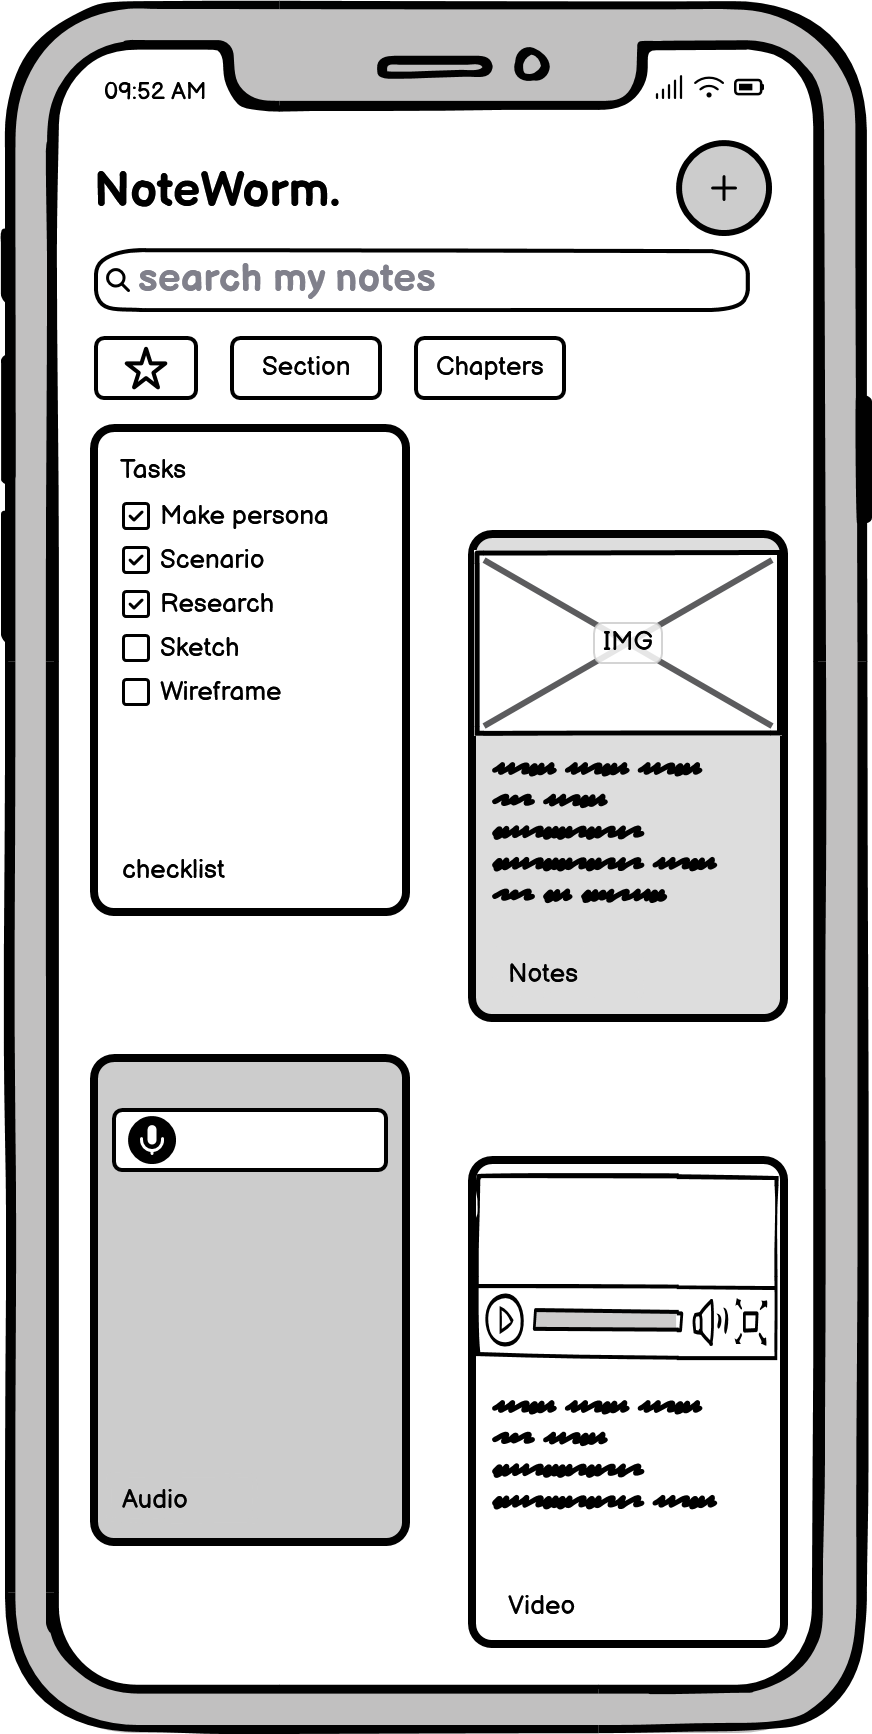 09:52 AM
NoteWorm.
search my notes
Section
Chapters
Tasks
Make persona
Scenario
Research
Sketch
Wireframe
checklist
IMG
Notes
Audio
Video